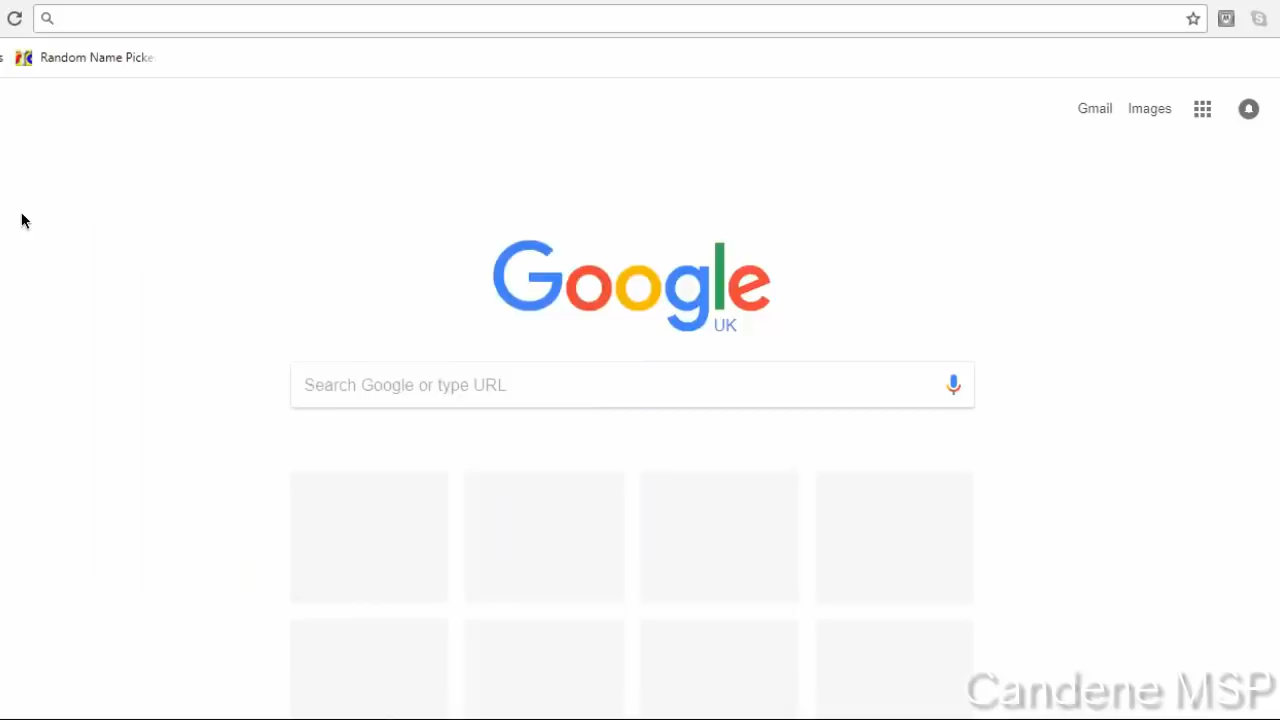 Random Name Picke
Gmail Images
Google
UK
Search Google or type URL
Candene MSP